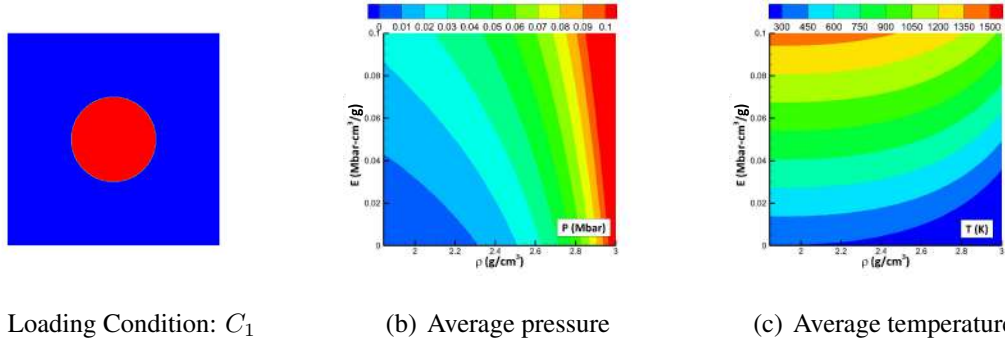 0 0.01 0.02 0.03 0.04 0.05 0.06 0.07 0.08 0.09 0.1
300 450 600 750 900 1050 1200 1350 1500
0.1
0.08
0.06
0.04
0.02
0
E (Mbar-cm³/g)
P (Mbar)
2 2.2 2.4 2.6 2.8 3
ρ (g/cm³)
0.1
0.08
0.06
0.04
0.02
0
E (Mbar-cm³/g)
T (K)
2 2.2 2.4 2.6 2.8 3
ρ (g/cm³)
Loading Condition: C₁
(b) Average pressure
(c) Average temperature